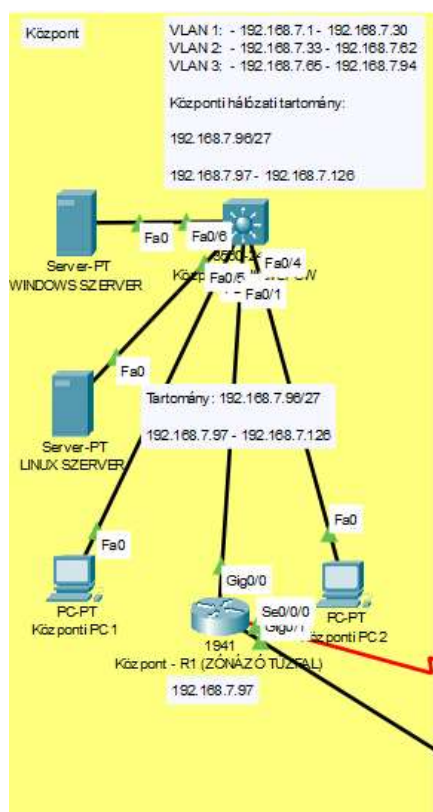 Központ
VLAN 1: - 192.168.7.1 - 192.168.7.30
VLAN 2: - 192.168.7.33 - 192.168.7.62
VLAN 3: - 192.168.7.65 - 192.168.7.94
Központi hálózati tartomány:
192.168.7.96/27
192.168.7.97 - 192.168.7.126
Fa0
Fa0/6
Fa0/4
Fa0/5
Fa0/1
Server-PT
WINDOWS SZERVER
Fa0
Tartomány: 192.168.7.96/27
192.168.7.97 - 192.168.7.126
Server-PT
LINUX SZERVER
Fa0
Fa0
Gig0/0
Se0/0/0
Gig0/1
PC-PT
Központi PC 1
PC-PT
Központi PC 2
1941
Központ - R1 (ZÓNÁZÓ TŰZFAL)
192.168.7.97